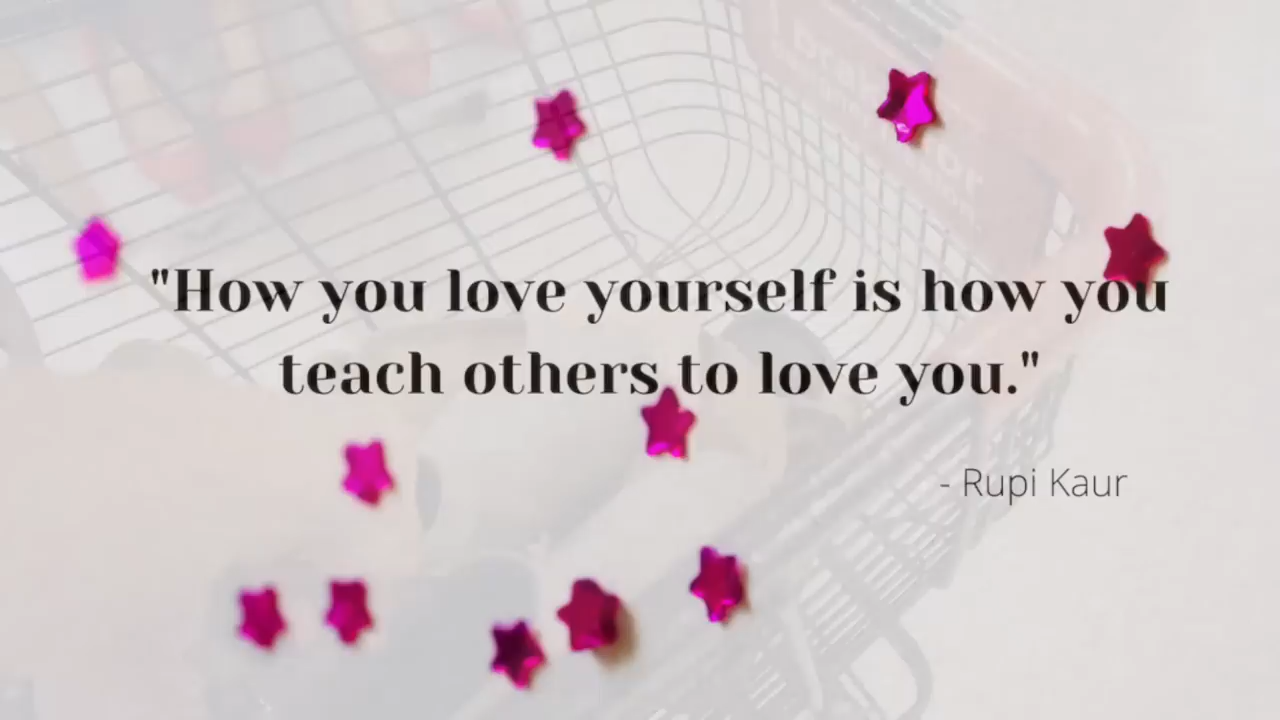 "How you love yourself is how you
teach others to love you."
- Rupi Kaur